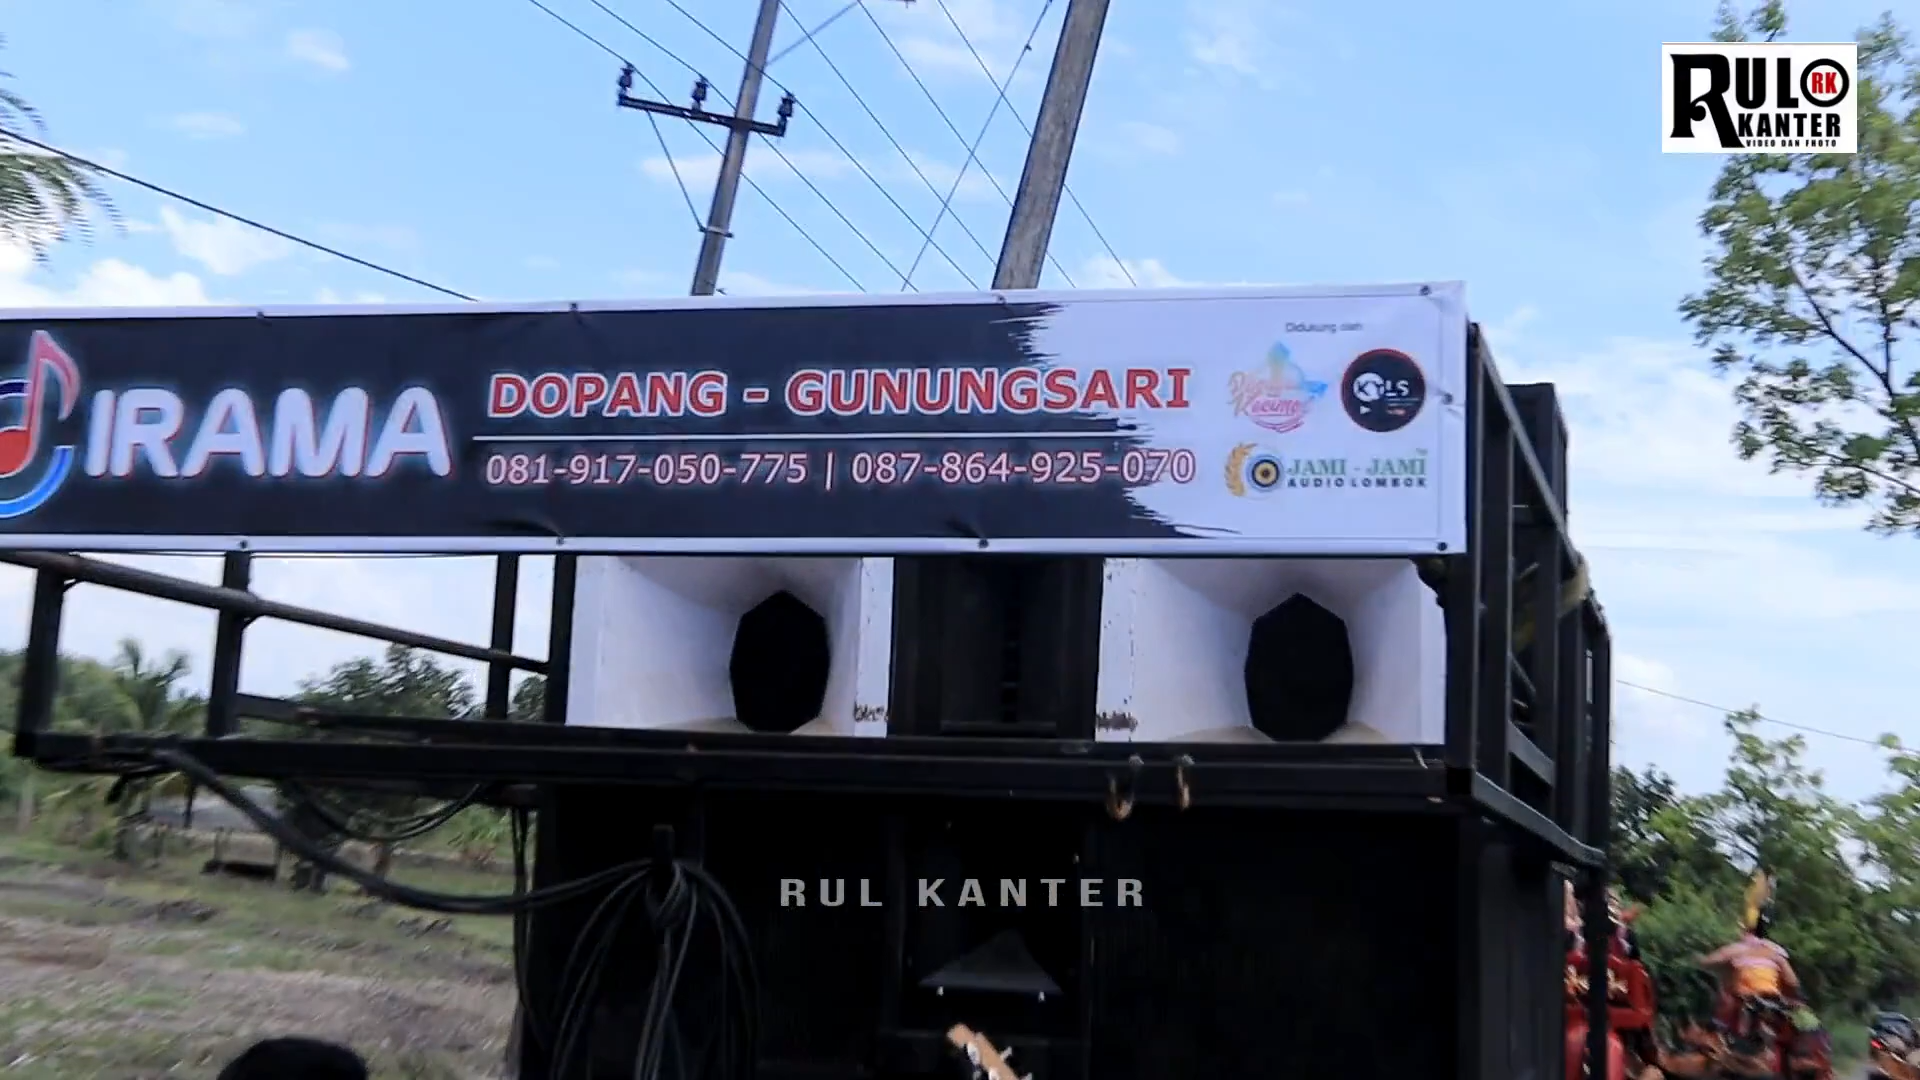 RUL RK
KANTER
VIDEO DAN FHOTO
IRAMA
DOPANG - GUNUNGSARI
081-917-050-775 | 087-864-925-070
Didukung oleh
JAMI - JAMI
AUDIO LOMBOK
RUL KANTER